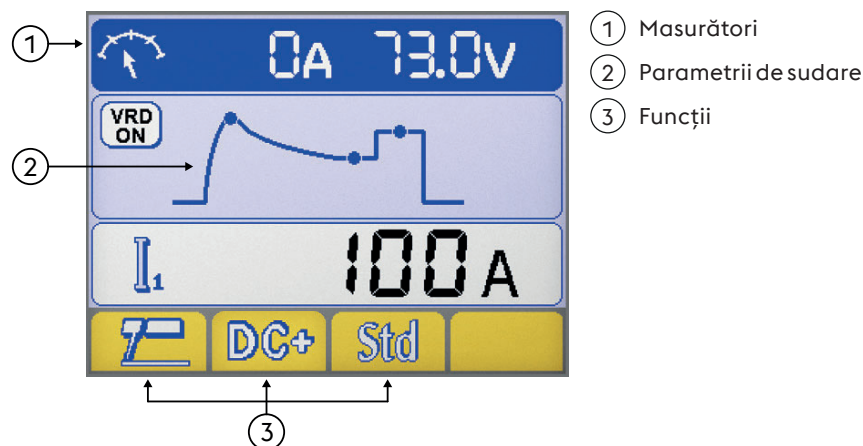 1
0A 73.0V
VRD
ON
2
I1
100A
DC+
Std
3
1 Masurători
2 Parametrii de sudare
3 Funcții